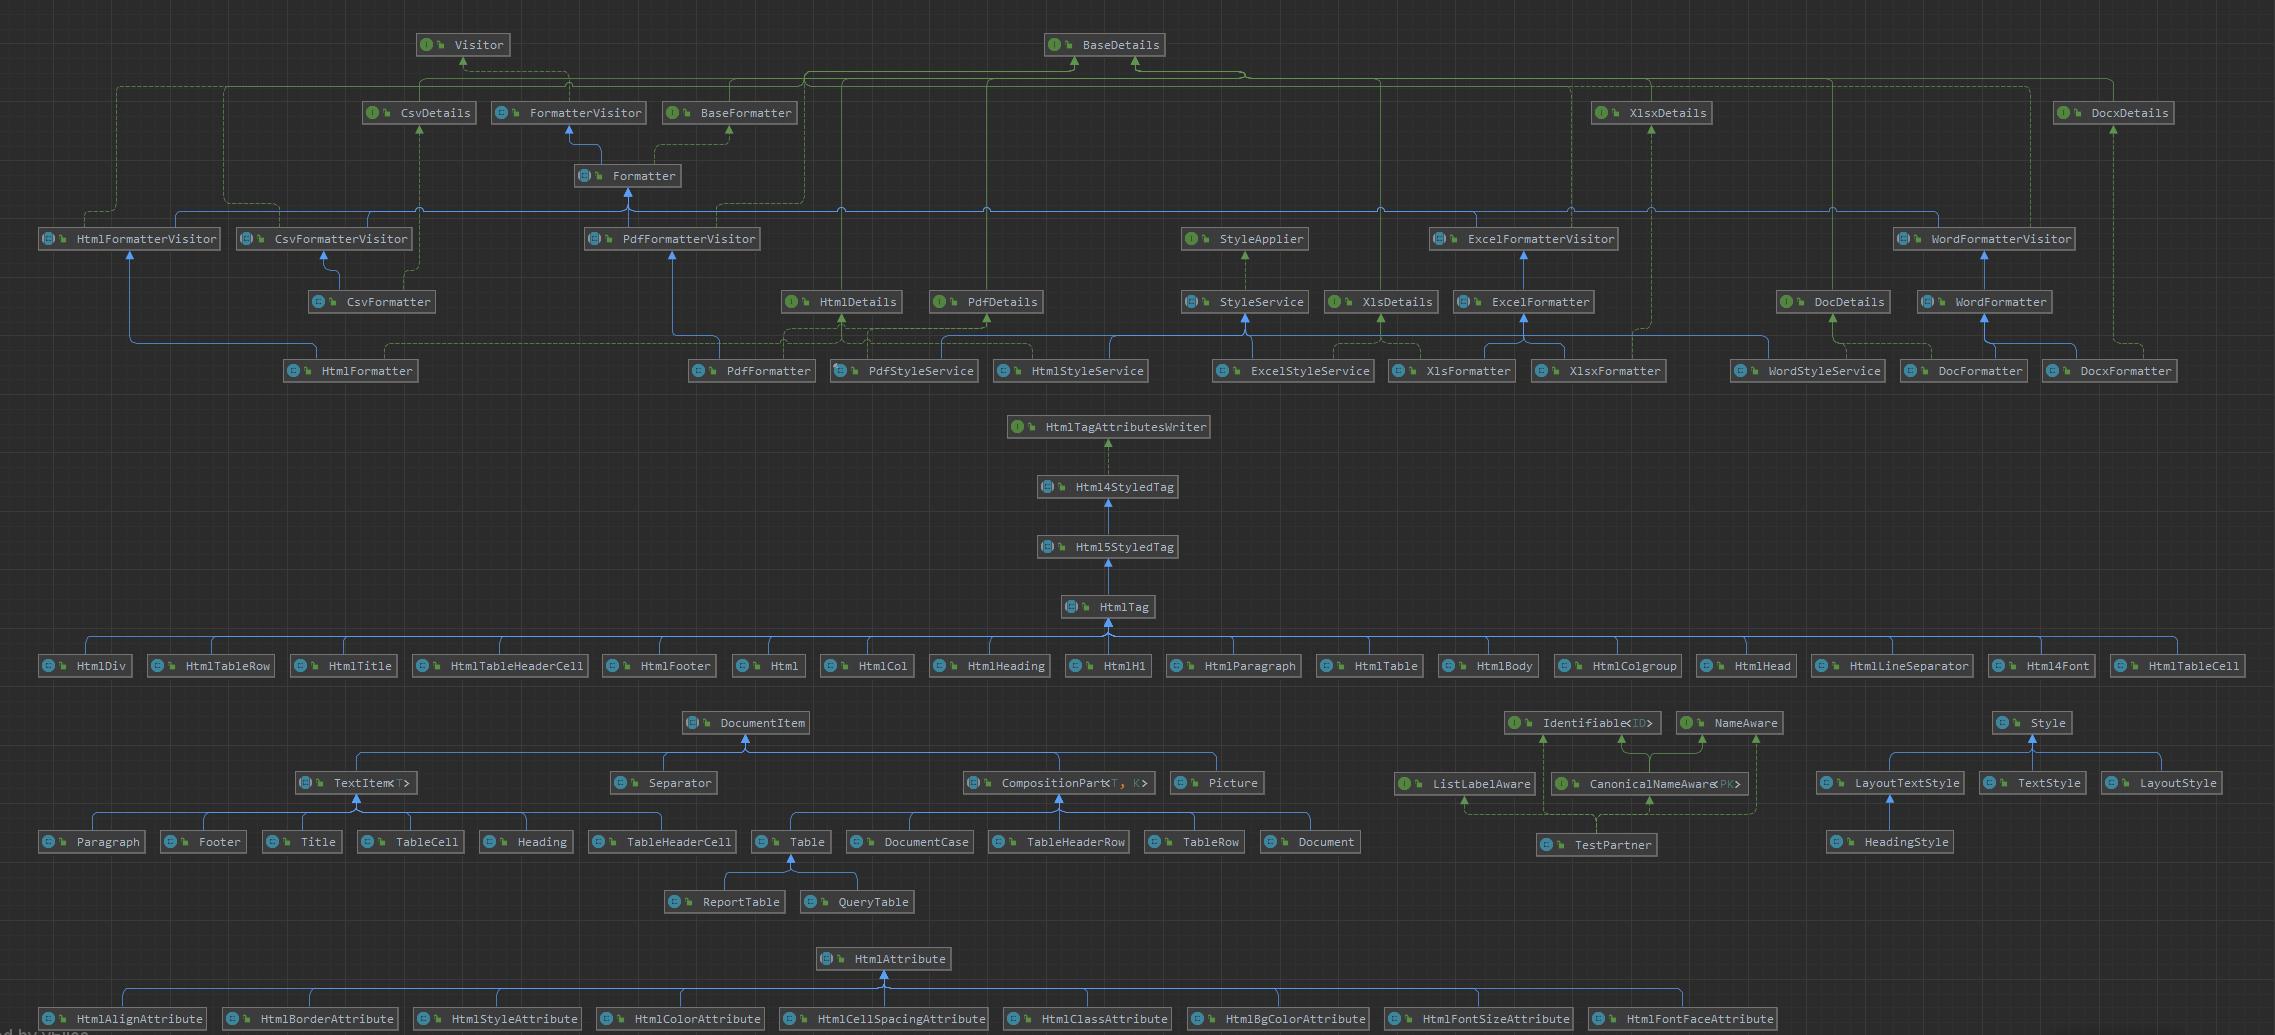 Visitor BaseDetails
CsvDetails FormatterVisitor BaseFormatter XlsxDetails DocxDetails
Formatter
HtmlFormatterVisitor CsvFormatterVisitor PdfFormatterVisitor StyleApplier ExcelFormatterVisitor WordFormatterVisitor
CsvFormatter HtmlDetails PdfDetails StyleService XlsDetails ExcelFormatter DocDetails WordFormatter
HtmlFormatter PdfFormatter PdfStyleService HtmlStyleService ExcelStyleService XlsFormatter XlsxFormatter WordStyleService DocFormatter DocxFormatter
HtmlTagAttributesWriter
Html4StyledTag
Html5StyledTag
HtmlTag
HtmlDiv HtmlTableRow HtmlTitle HtmlTableHeaderCell HtmlFooter Html HtmlCol HtmlHeading HtmlH1 HtmlParagraph HtmlTable HtmlBody HtmlColgroup HtmlHead HtmlLineSeparator Html4Font HtmlTableCell
DocumentItem Identifiable<ID> NameAware Style
TextItem<T> Separator CompositionPart<T, K> Picture ListLabelAware CanonicalNameAware<PK> LayoutTextStyle TextStyle LayoutStyle
Paragraph Footer Title TableCell Heading TableHeaderCell Table DocumentCase TableHeaderRow TableRow Document TestPartner HeadingStyle
ReportTable QueryTable
HtmlAttribute
HtmlAlignAttribute HtmlBorderAttribute HtmlStyleAttribute HtmlColorAttribute HtmlCellSpacingAttribute HtmlClassAttribute HtmlBgColorAttribute HtmlFontSizeAttribute HtmlFontFaceAttribute